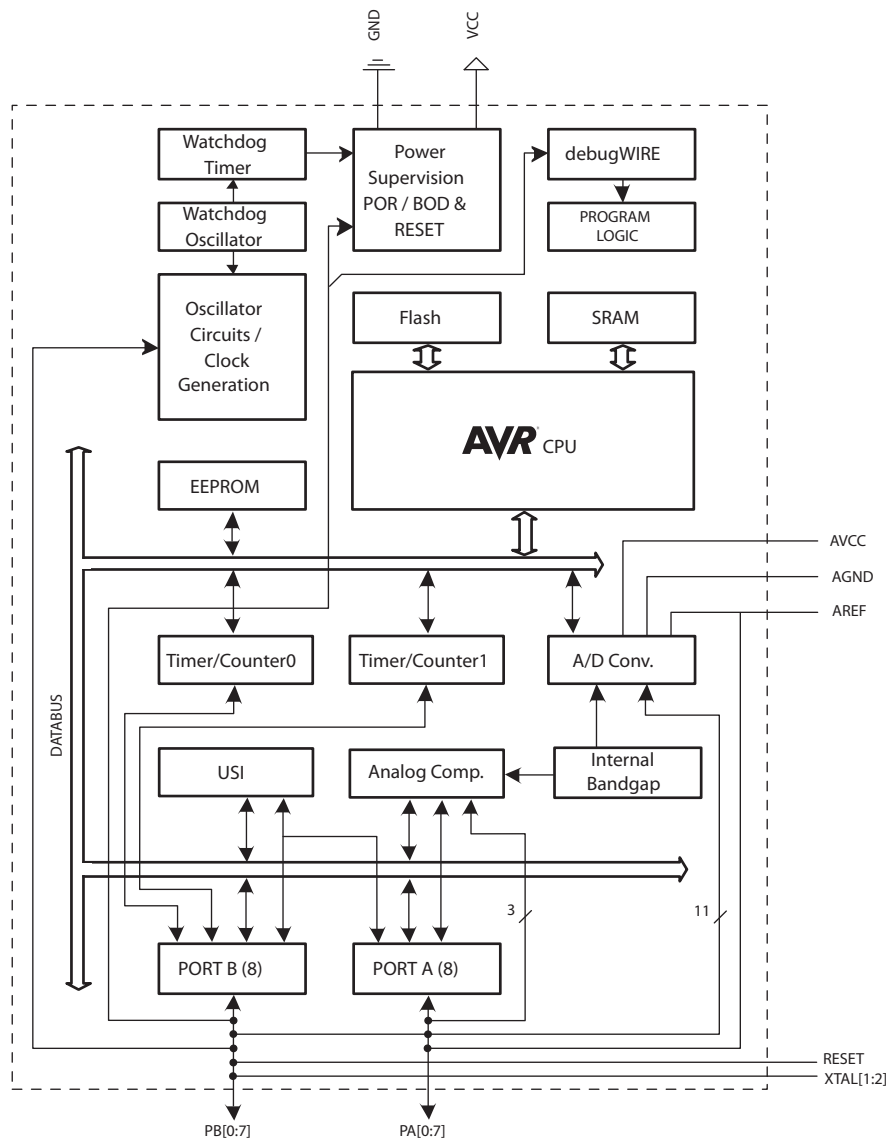 GND
VCC
Watchdog
Timer
Power
Supervision
POR / BOD &
RESET
debugWIRE
Watchdog
Oscillator
PROGRAM
LOGIC
Oscillator
Circuits /
Clock
Generation
Flash
SRAM
AVR CPU
EEPROM
AVCC
AGND
AREF
Timer/Counter0
Timer/Counter1
A/D Conv.
DATABUS
USI
Analog Comp.
Internal
Bandgap
3
11
PORT B (8)
PORT A (8)
RESET
XTAL[1:2]
PB[0:7]
PA[0:7]